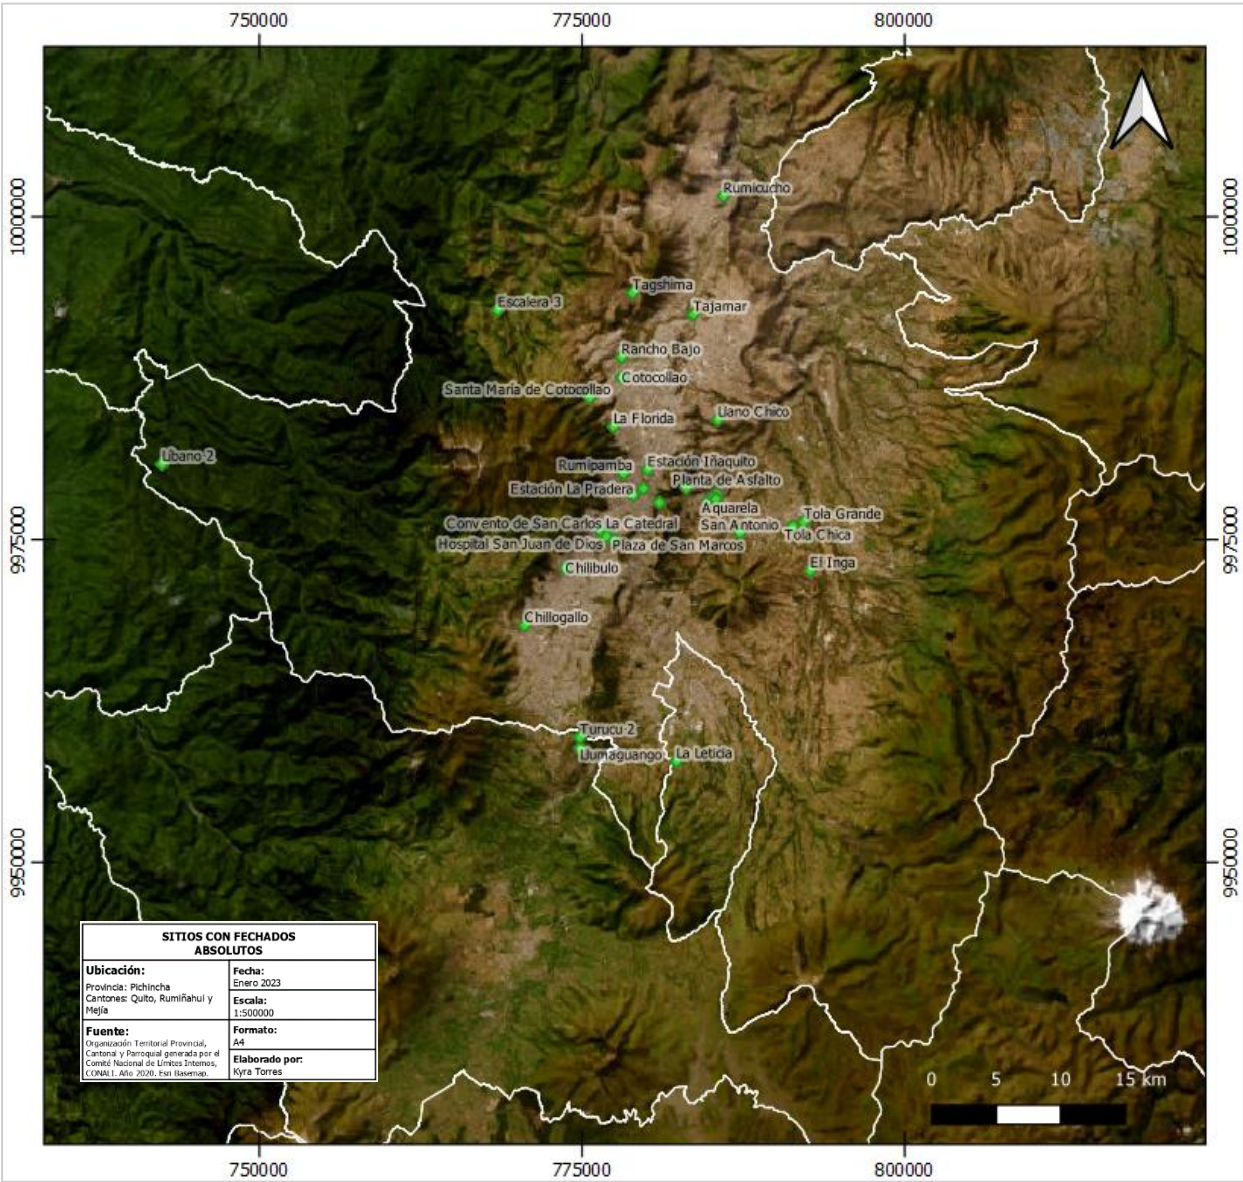 750000
775000
800000
10000000
10000000
Rumicucho
Tagshima
Escalera 3
Tajamar
Rancho Bajo
Cotocollao
Santa María de Cotocollao
Llano Chico
La Florida
Líbano 2
Rumipamba
Estación Iñaquito
Planta de Asfalto
Estación La Pradera
Aquarela
Tola Grande
Convento de San Carlos
La Catedral
San Antonio
Tola Chica
Hospital San Juan de Dios
Plaza de San Marcos
9975000
9975000
El Inga
Chilibulo
Chillogallo
Turucu 2
Llumaguango
La Leticia
9950000
9950000
SITIOS CON FECHADOS
ABSOLUTOS
Ubicación:
Provincia: Pichincha
Cantones: Quito, Rumiñahui y
Mejía
Fecha:
Enero 2023
Escala:
1:500000
Fuente:
Organización Territorial Provincial,
Cantonal y Parroquial generada por el
Comité Nacional de Límites Internos,
CONALI. Año 2020. Esri Basemap.
Formato:
A4
Elaborado por:
Kyra Torres
0 5 10 15 km
750000
775000
800000